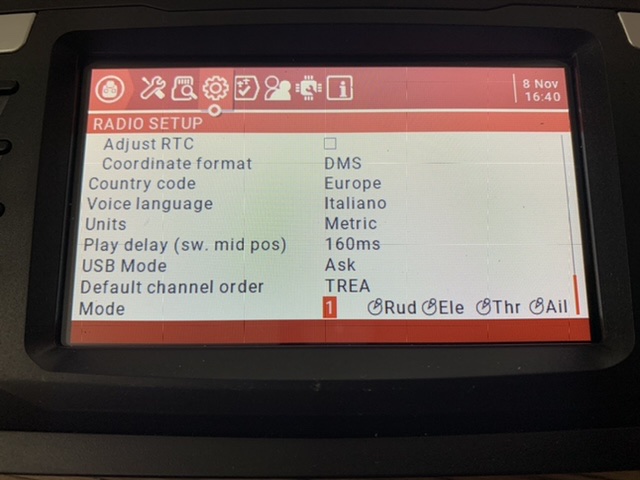 8 Nov
16:40
RADIO SETUP
Adjust RTC
Coordinate format DMS
Country code Europe
Voice language Italiano
Units Metric
Play delay (sw. mid pos) 160ms
USB Mode Ask
Default channel order TREA
Mode 1 Rud Ele Thr Ail